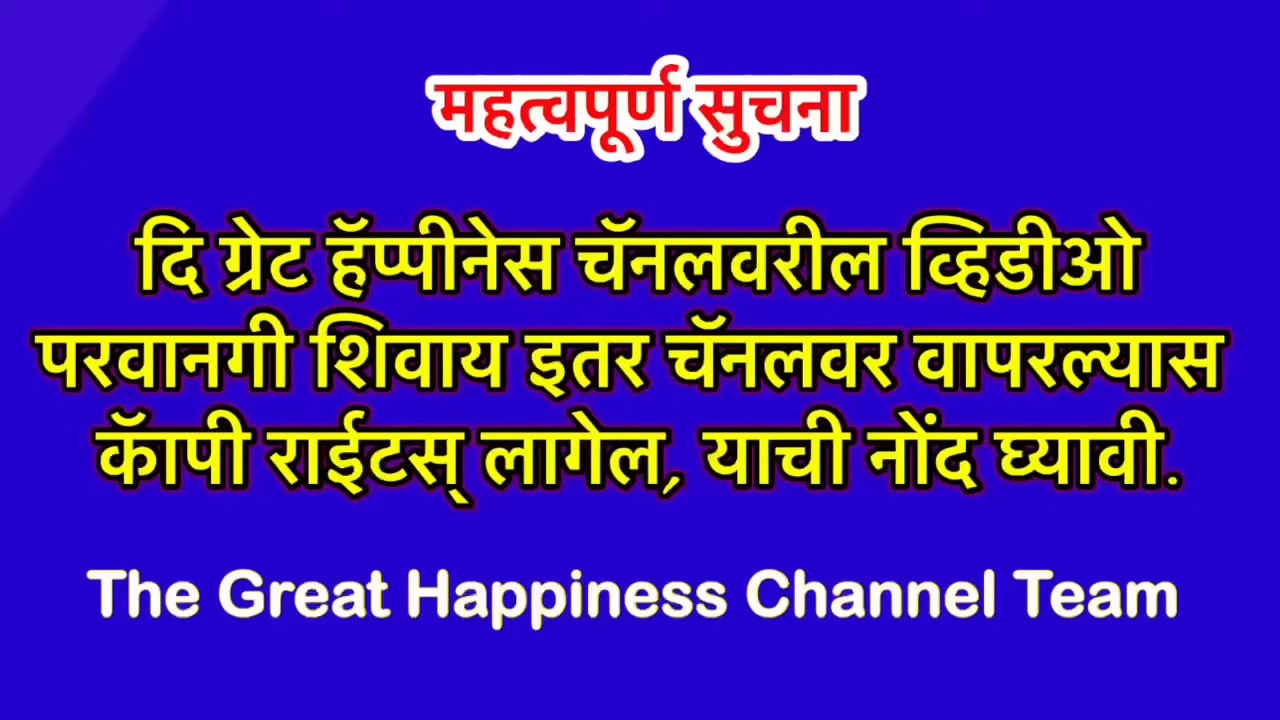 महत्वपूर्ण सुचना
दि ग्रेट हॅप्पीनेस चॅनलवरील व्हिडीओ
परवानगी शिवाय इतर चॅनलवर वापरल्यास
कॅापी राईटस् लागेल, याची नोंद घ्यावी.
The Great Happiness Channel Team